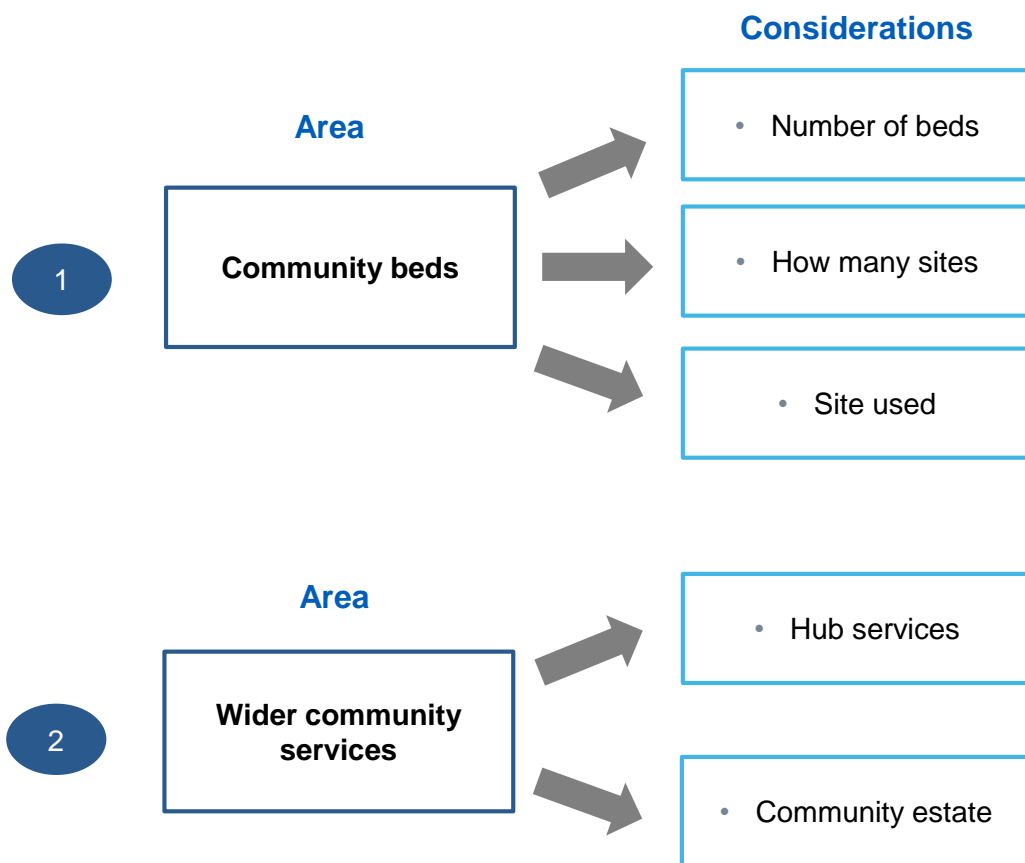 Considerations
Area
• Number of beds
1
Community beds
• How many sites
• Site used
Area
• Hub services
2
Wider community
services
• Community estate